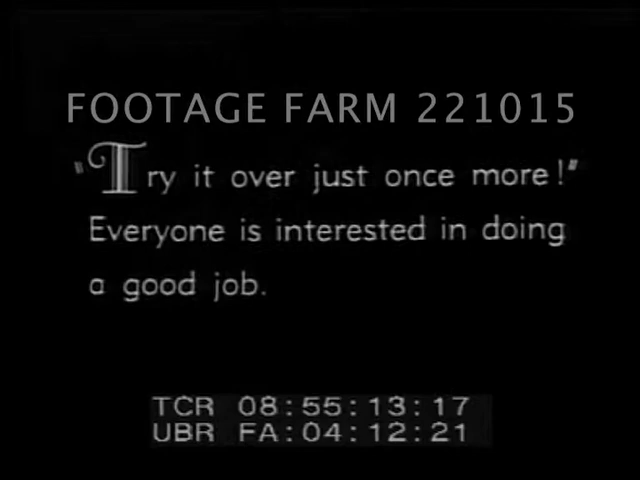 FOOTAGE FARM 221015
"Try it over just once more!"
Everyone is interested in doing
a good job.
TCR 08:55:13:17
UBR FA:04:12:21